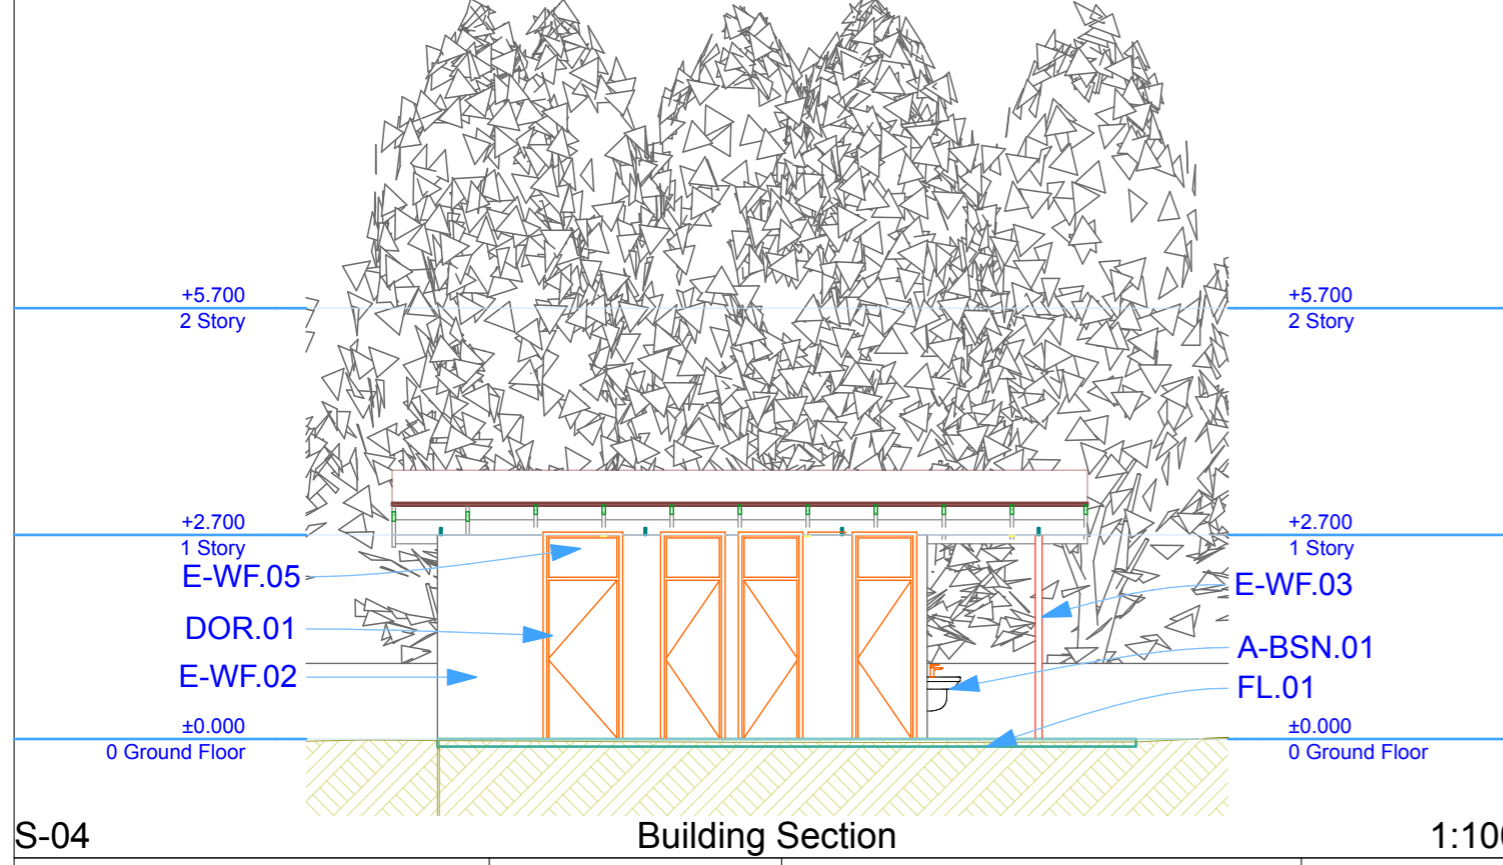 +5.700
2 Story
+5.700
2 Story
+2.700
1 Story
+2.700
1 Story
E-WF.05
E-WF.03
DOR.01
A-BSN.01
E-WF.02
FL.01
±0.000
0 Ground Floor
±0.000
0 Ground Floor
S-04
Building Section
1:100